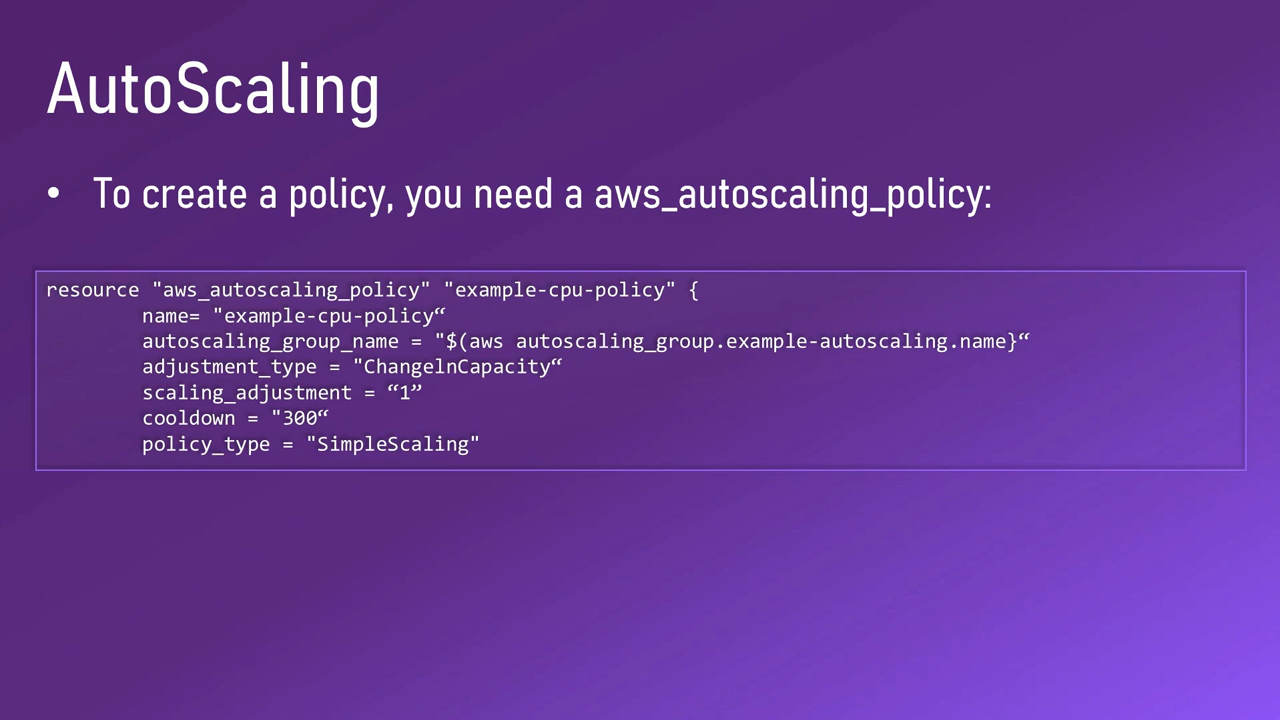 AutoScaling
• To create a policy, you need a aws_autoscaling_policy:
resource "aws_autoscaling_policy" "example-cpu-policy" {
name= "example-cpu-policy“
autoscaling_group_name = "$(aws autoscaling_group.example-autoscaling.name}“
adjustment_type = "ChangelnCapacity“
scaling_adjustment = “1”
cooldown = "300“
policy_type = "SimpleScaling"